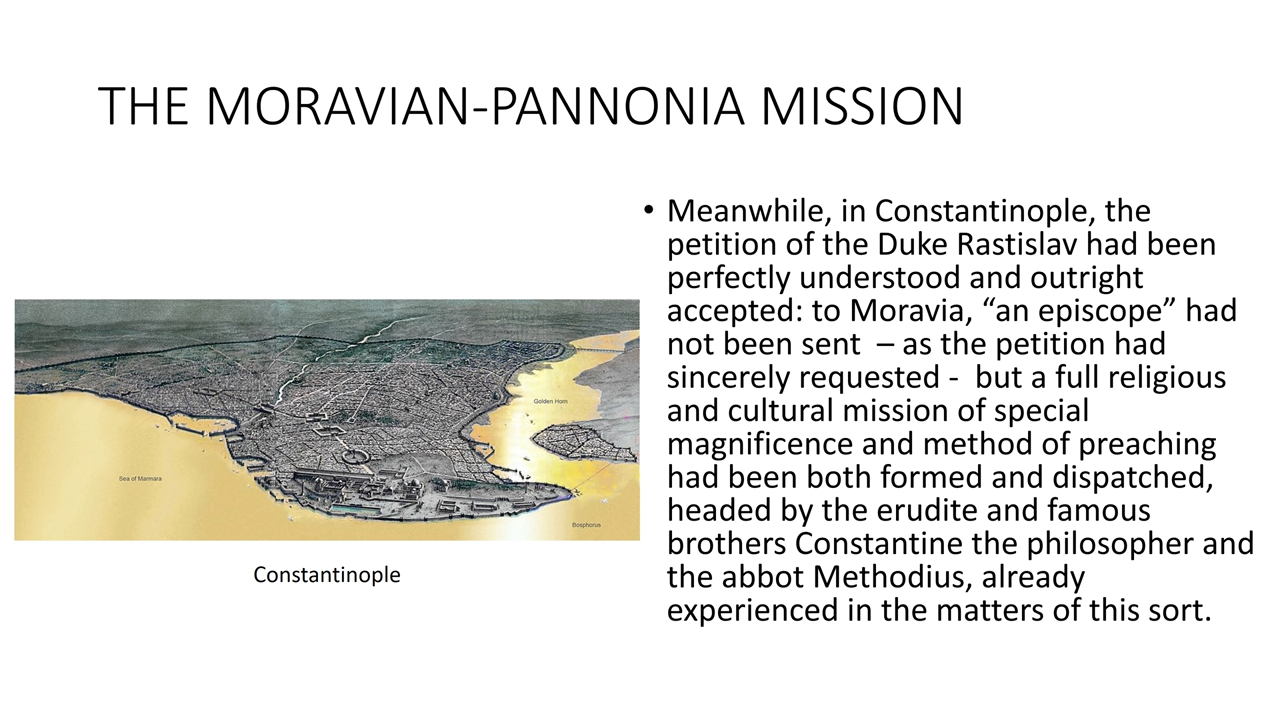 THE MORAVIAN-PANNONIA MISSION
• Meanwhile, in Constantinople, the
petition of the Duke Rastislav had been
perfectly understood and outright
accepted: to Moravia, “an episcope” had
not been sent  – as the petition had
sincerely requested -  but a full religious
and cultural mission of special
magnificence and method of preaching
had been both formed and dispatched,
headed by the erudite and famous
brothers Constantine the philosopher and
the abbot Methodius, already
experienced in the matters of this sort.
Golden Horn
Sea of Marmara
Bosphorus
Constantinople